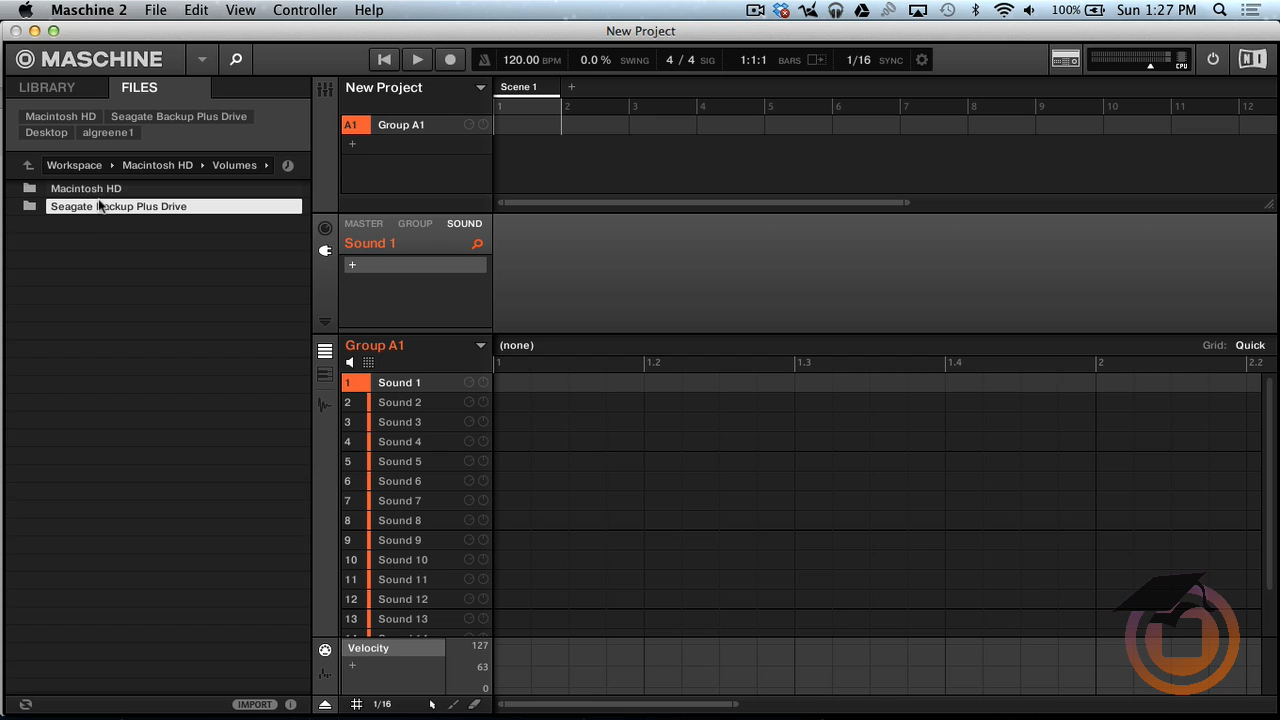 Maschine 2 File Edit View Controller Help 100% Sun 1:27 PM
New Project
MASCHINE 120.00 BPM 0.0 % SWING 4 / 4 SIG 1:1:1 BARS 1/16 SYNC CPU
LIBRARY FILES
New Project
Scene 1 +
1 2 3 4 5 6 7 8 9 10 11 12
Macintosh HD Seagate Backup Plus Drive
Desktop algreene1
A1 Group A1
+
Workspace Macintosh HD Volumes
Macintosh HD
Seagate Backup Plus Drive
MASTER GROUP SOUND
Sound 1
+
Group A1
(none) Grid: Quick
1 1.2 1.3 1.4 2 2.2
1 Sound 1
2 Sound 2
3 Sound 3
4 Sound 4
5 Sound 5
6 Sound 6
7 Sound 7
8 Sound 8
9 Sound 9
10 Sound 10
11 Sound 11
12 Sound 12
13 Sound 13
Velocity 127
+ 63
0
IMPORT 1/16